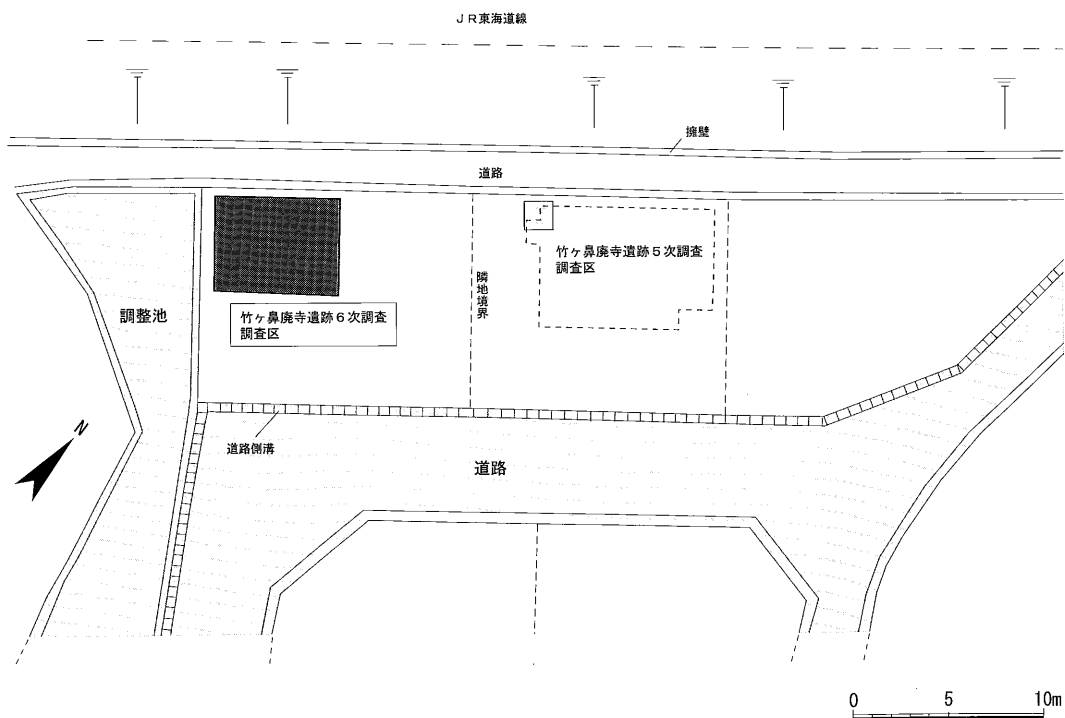 ＪＲ東海道線
擁壁
道路
竹ヶ鼻廃寺遺跡５次調査
調査区
隣地境界
調整池
竹ヶ鼻廃寺遺跡６次調査
調査区
N
道路側溝
道路
0 5 10m